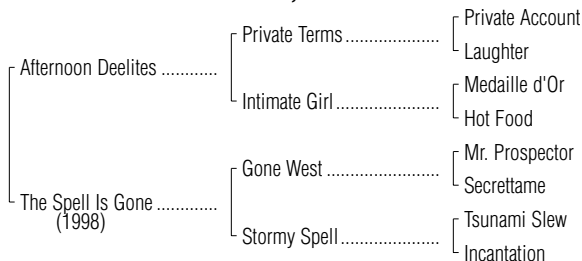 Private Account
Private Terms ....................
Laughter
Afternoon Deelites ............
Medaille d'Or
Intimate Girl ......................
Hot Food
Mr. Prospector
Gone West ........................
Secrettame
The Spell Is Gone .............
(1998)
Tsunami Slew
Stormy Spell.....................
Incantation